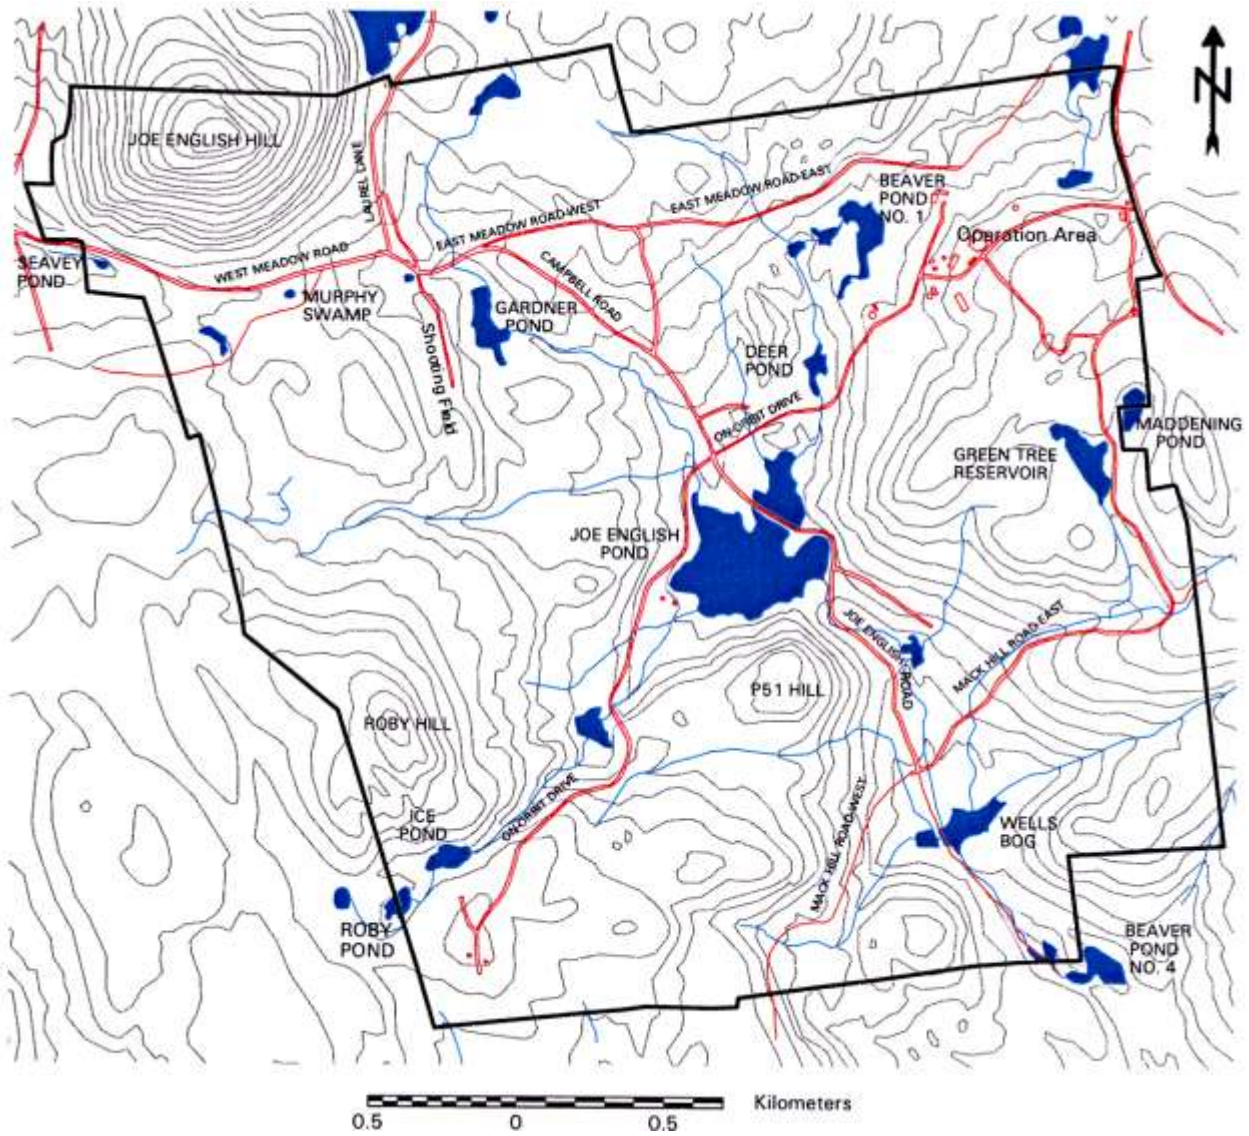 N
JOE ENGLISH HILL
LAUREL LANE
EAST MEADOW ROAD-EAST
BEAVER
POND
NO. 1
EAST MEADOW ROAD-WEST
Operation Area
WEST MEADOW ROAD
SEAVEY
POND
CAMPBELL ROAD
MURPHY
SWAMP
GARDNER
POND
Shooting Field
DEER
POND
ON-ORBIT DRIVE
MADDENING
POND
GREEN TREE
RESERVOIR
JOE ENGLISH
POND
JOE ENGLISH ROAD
MACK HILL ROAD-EAST
P51 HILL
ROBY HILL
ON-ORBIT DRIVE
ICE
POND
MACK HILL ROAD-WEST
WELLS
BOG
ROBY
POND
BEAVER
POND
NO. 4
Kilometers
0.5 0 0.5